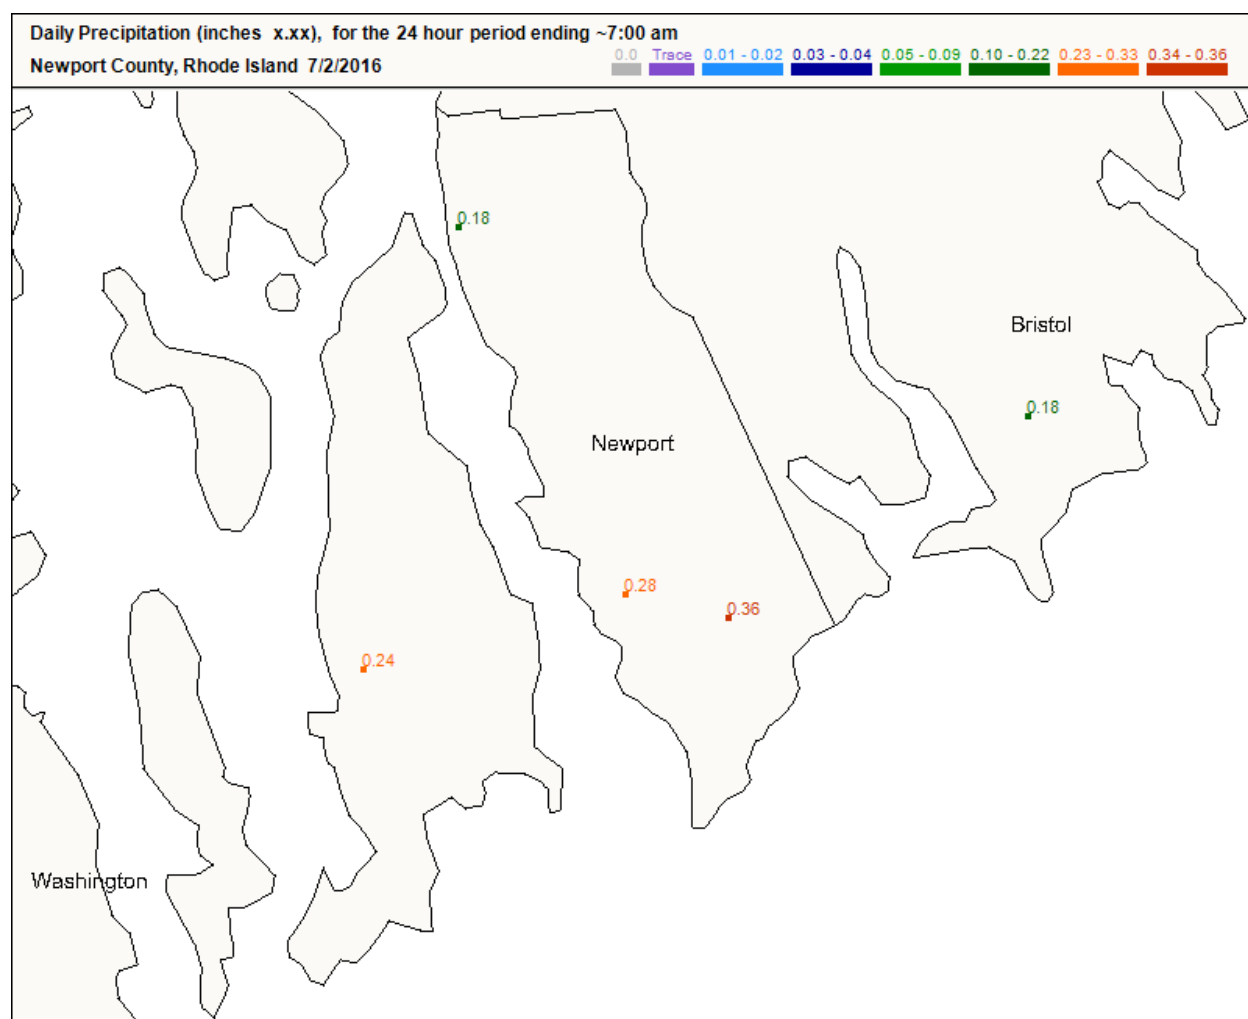 Daily Precipitation (inches x.xx), for the 24 hour period ending ~7:00 am
Newport County, Rhode Island 7/2/2016
0.0 Trace 0.01 - 0.02 0.03 - 0.04 0.05 - 0.09 0.10 - 0.22 0.23 - 0.33 0.34 - 0.36
0.18
Bristol
0.18
Newport
0.28
0.36
0.24
Washington